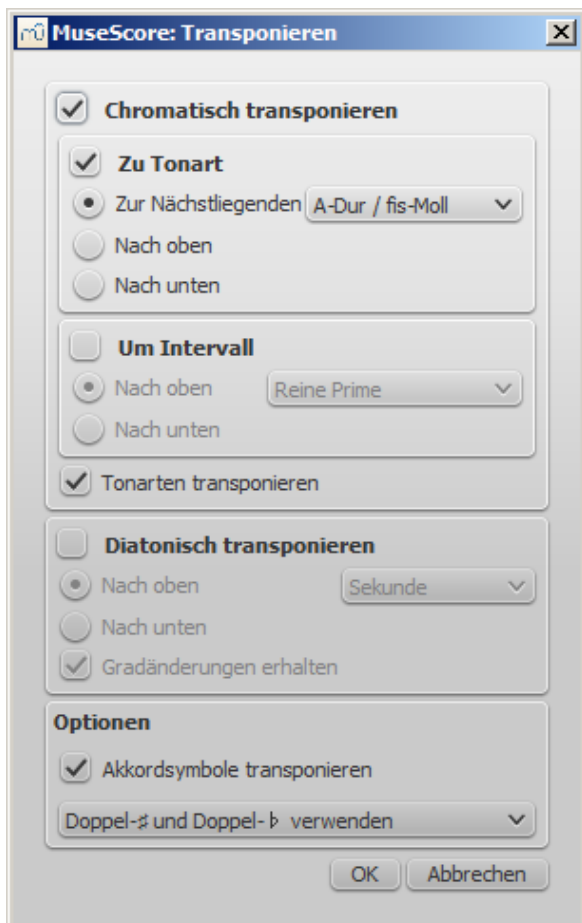 MuseScore: Transponieren
Chromatisch transponieren
Zu Tonart
Zur Nächstliegenden A-Dur / fis-Moll
Nach oben
Nach unten
Um Intervall
Nach oben Reine Prime
Nach unten
Tonarten transponieren
Diatonisch transponieren
Nach oben Sekunde
Nach unten
Gradänderungen erhalten
Optionen
Akkordsymbole transponieren
Doppel-♯ und Doppel-♭ verwenden
OK Abbrechen